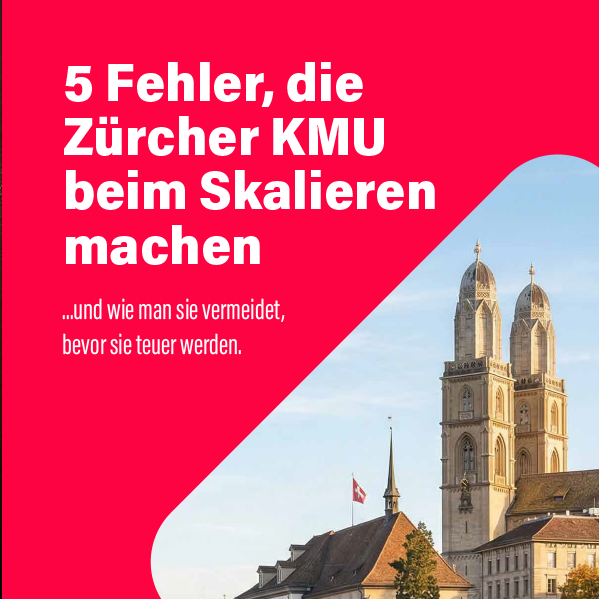 5 Fehler, die
Zürcher KMU
beim Skalieren
machen
...und wie man sie vermeidet,
bevor sie teuer werden.